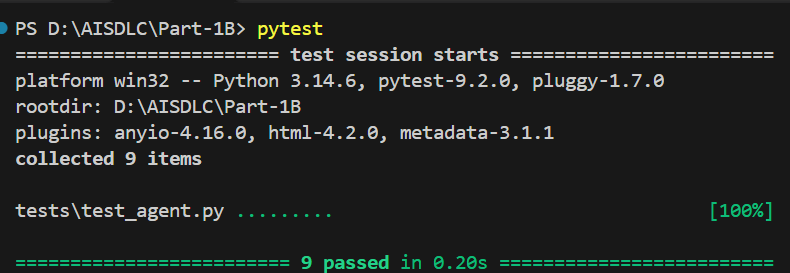 PS D:\AISDLC\Part-1B> pytest
========================= test session starts =========================
platform win32 -- Python 3.14.6, pytest-9.2.0, pluggy-1.7.0
rootdir: D:\AISDLC\Part-1B
plugins: anyio-4.16.0, html-4.2.0, metadata-3.1.1
collected 9 items
tests\test_agent.py ......... [100%]
========================== 9 passed in 0.20s ==========================